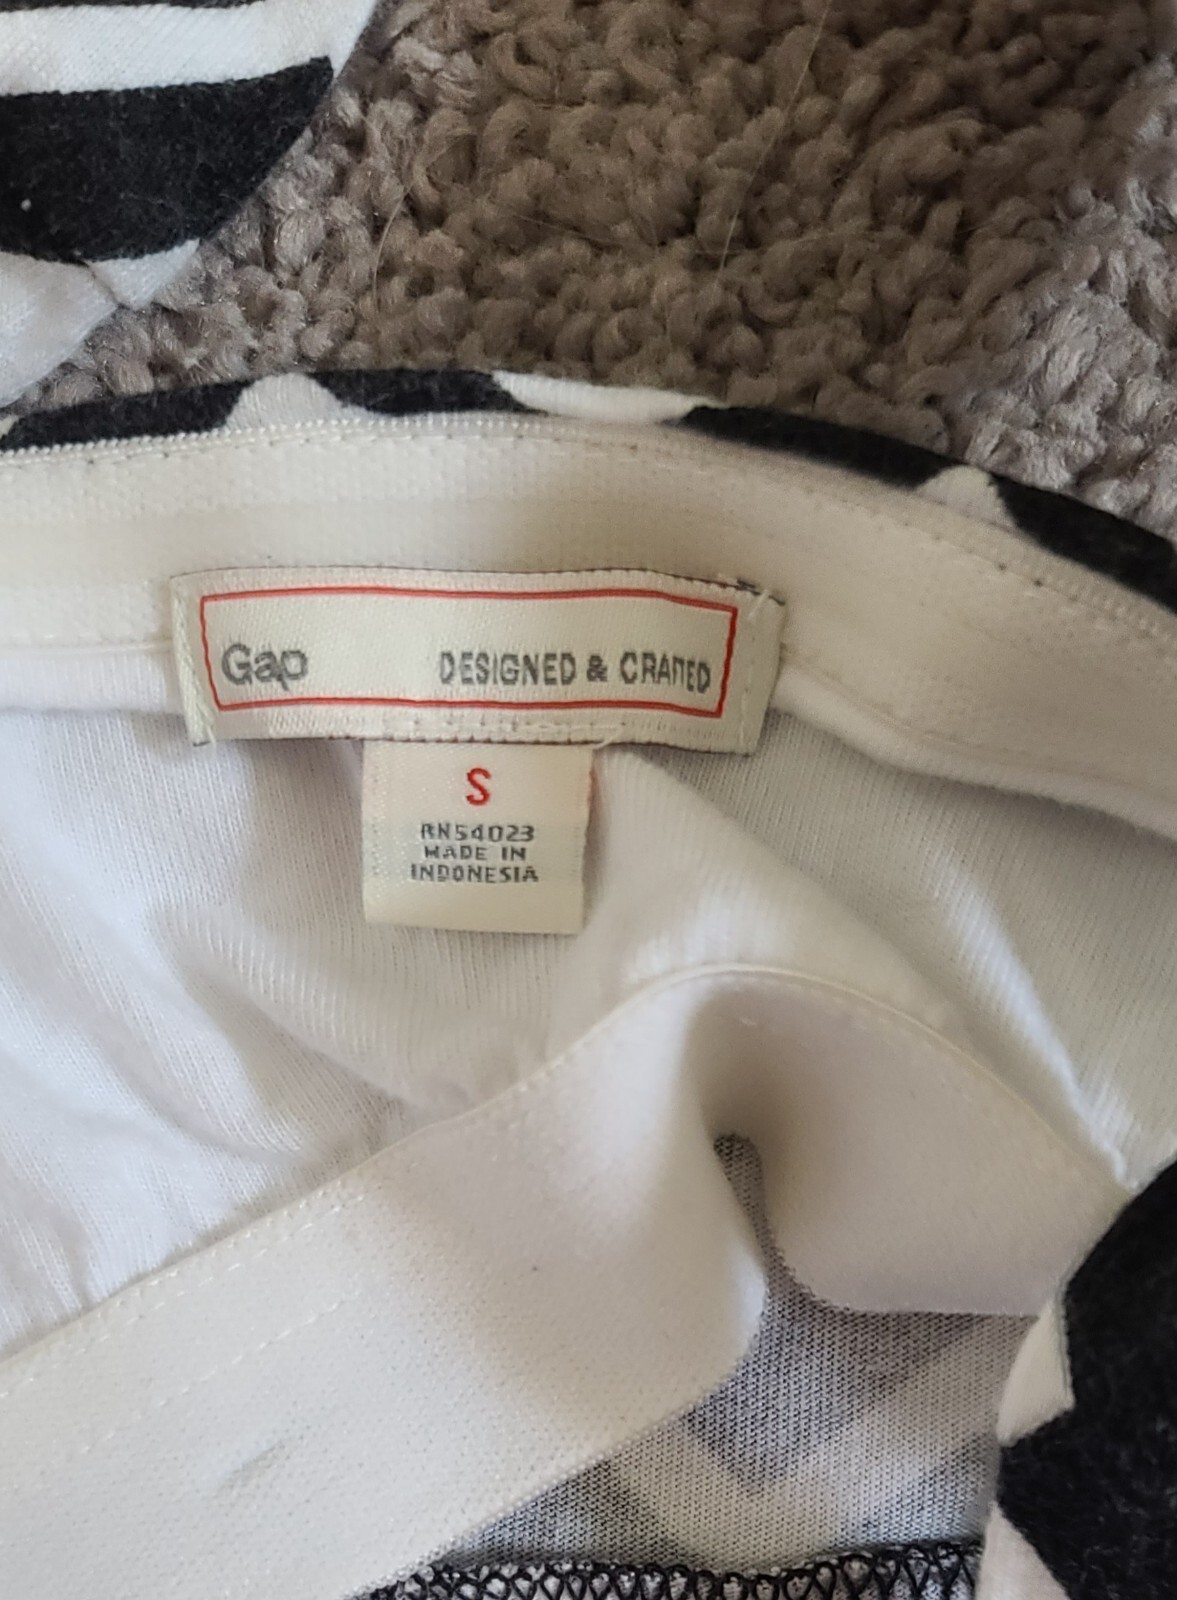 Gap DESIGNED & CRAFTED
S
RN54023
MADE IN
INDONESIA